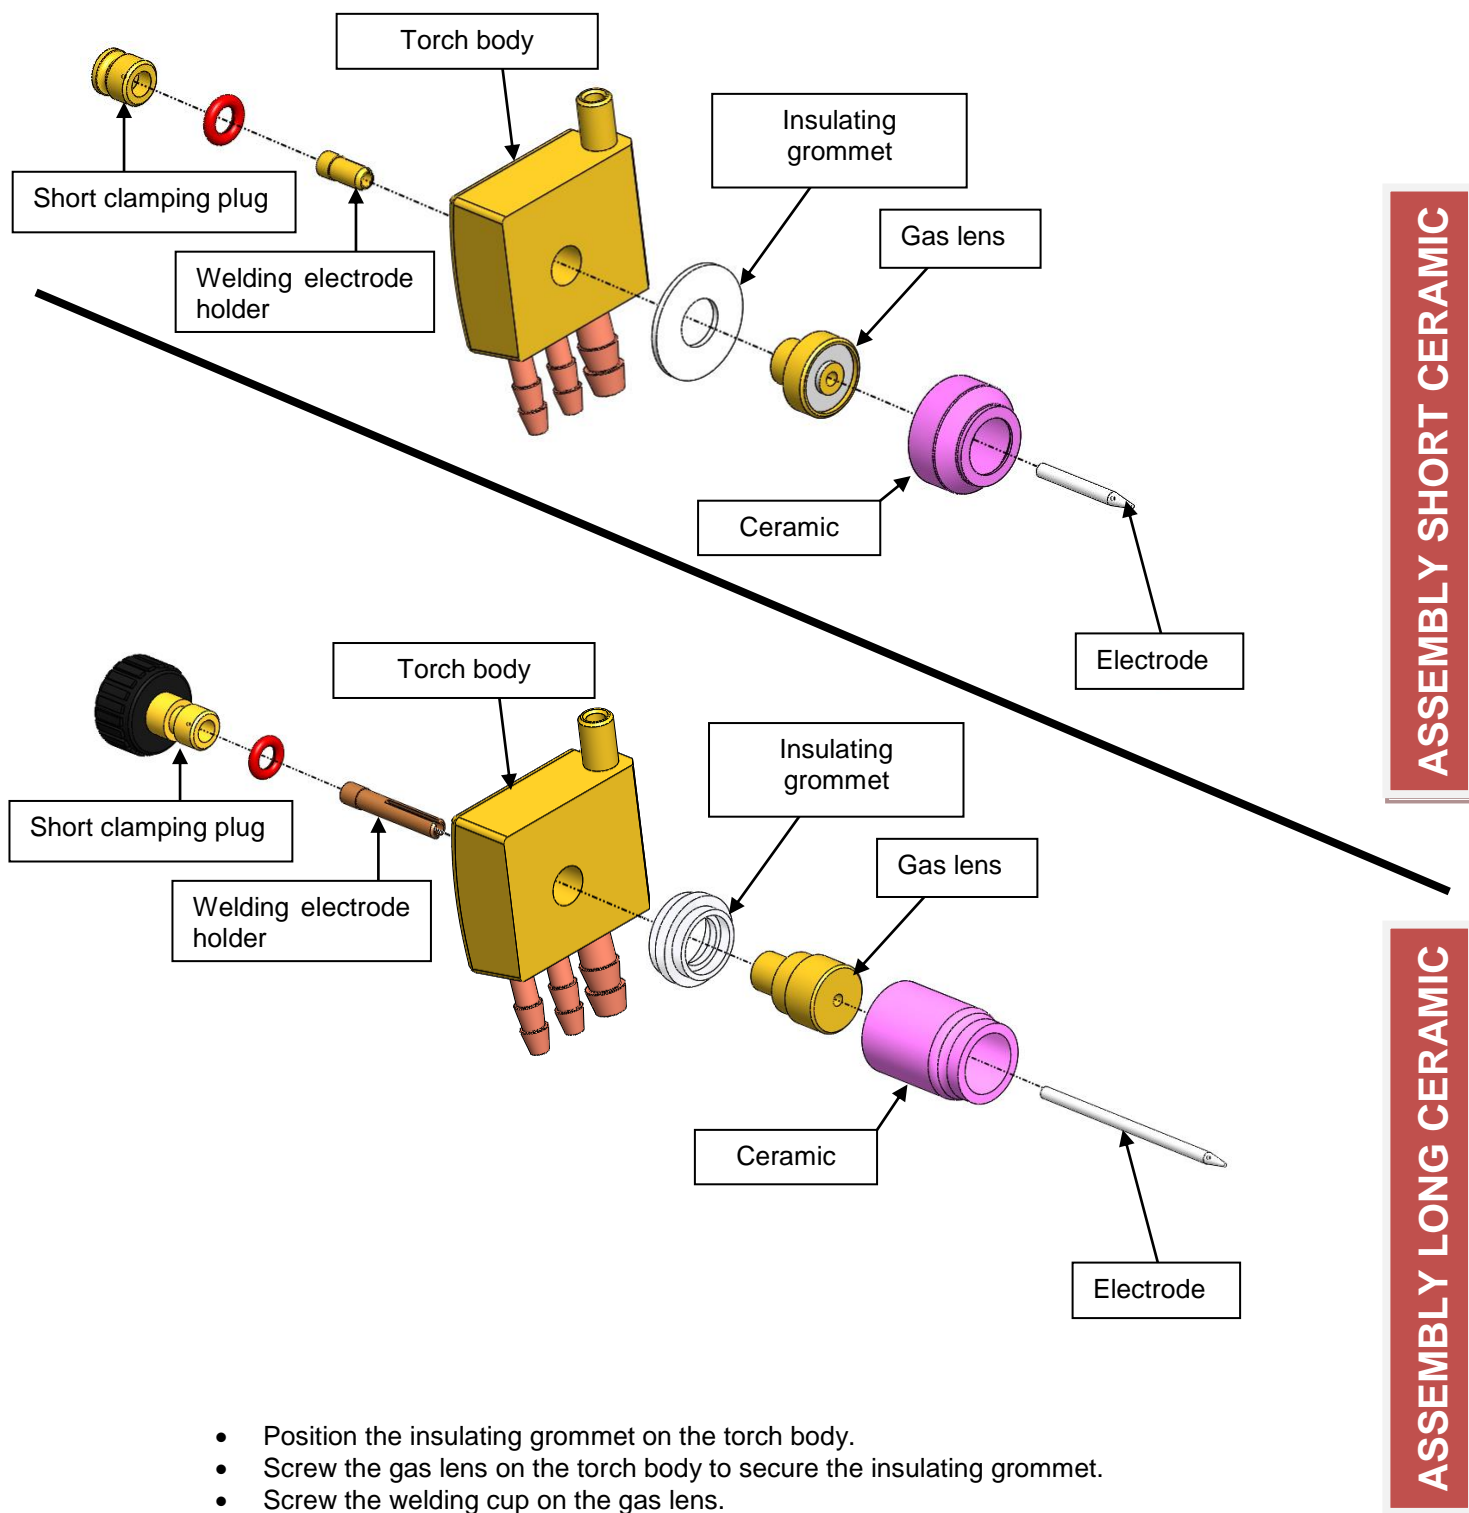 Torch body
Insulating
grommet
Short clamping plug
Gas lens
Welding electrode
holder
Ceramic
Electrode
ASSEMBLY SHORT CERAMIC
Torch body
Insulating
grommet
Short clamping plug
Gas lens
Welding electrode
holder
Ceramic
Electrode
ASSEMBLY LONG CERAMIC
• Position the insulating grommet on the torch body.
• Screw the gas lens on the torch body to secure the insulating grommet.
• Screw the welding cup on the gas lens.